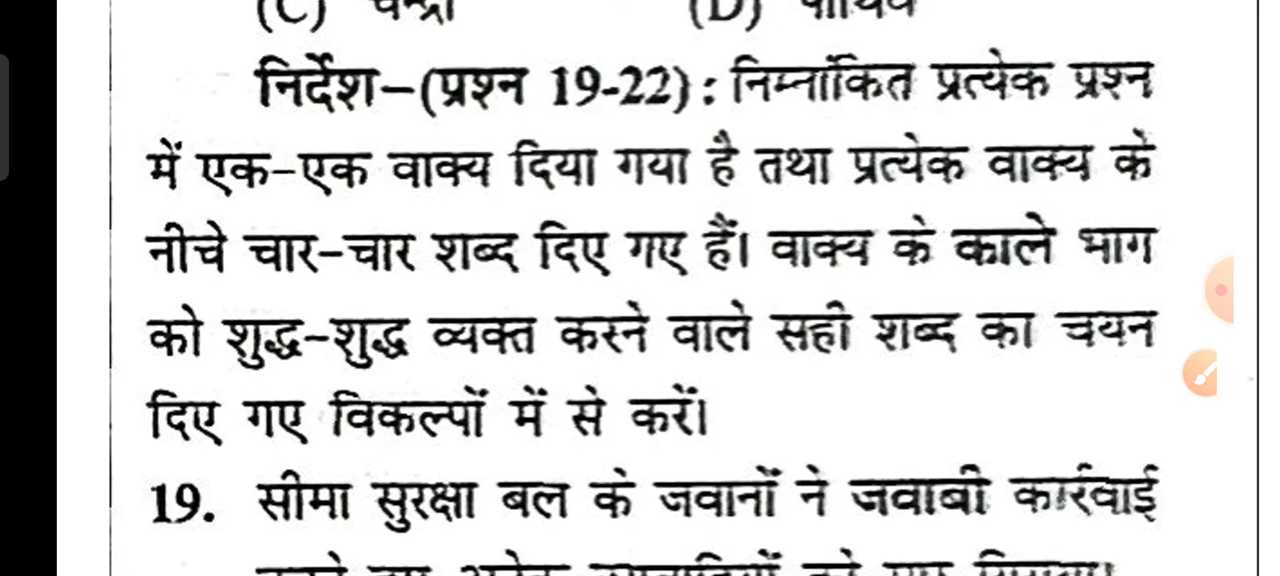 (C) चन्द्रा (D) पार्थिव
निर्देश–(प्रश्न 19-22) : निम्नांकित प्रत्येक प्रश्न
में एक–एक वाक्य दिया गया है तथा प्रत्येक वाक्य के
नीचे चार–चार शब्द दिए गए हैं। वाक्य के काले भाग
को शुद्ध–शुद्ध व्यक्त करने वाले सही शब्द का चयन
दिए गए विकल्पों में से करें।
19. सीमा सुरक्षा बल के जवानों ने जवाबी कार्रवाई